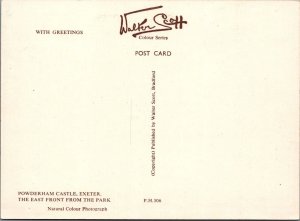 WITH GREETINGS
Walter Scott
Colour Series
POST CARD
(Copyright) Published by Walter Scott, Bradford
POWDERHAM CASTLE, EXETER.
THE EAST FRONT FROM THE PARK
Natural Colour Photograph
P.H.506